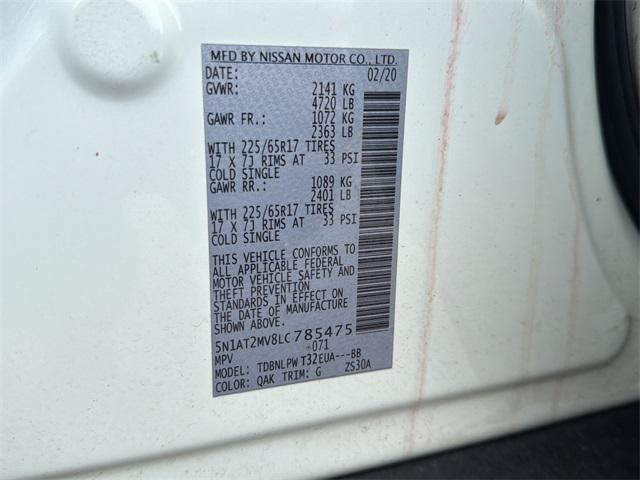 MFD BY NISSAN MOTOR CO., LTD.
DATE: 02/20
GVWR: 2141 KG
4720 LB
GAWR FR.: 1072 KG
2363 LB
WITH 225/65R17 TIRES
17 X 7J RIMS AT 33 PSI
COLD SINGLE
GAWR RR.: 1089 KG
2401 LB
WITH 225/65R17 TIRES
17 X 7J RIMS AT 33 PSI
COLD SINGLE
THIS VEHICLE CONFORMS TO
ALL APPLICABLE FEDERAL
MOTOR VEHICLE SAFETY AND
THEFT PREVENTION
STANDARDS IN EFFECT ON
THE DATE OF MANUFACTURE
SHOWN ABOVE.
5N1AT2MV8LC785475
MPV +071
MODEL: TDBNLPW T32EUA---BB
COLOR: QAK TRIM: G ZS30A